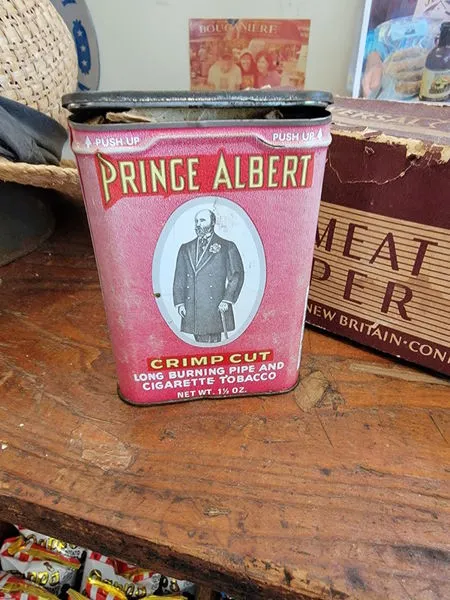 BOUGAMERE
PUSH UP PUSH UP
PRINCE ALBERT
CRIMP CUT
LONG BURNING PIPE AND
CIGARETTE TOBACCO
NET WT. 1½ OZ.
MEAT
NEW BRITAIN • CON